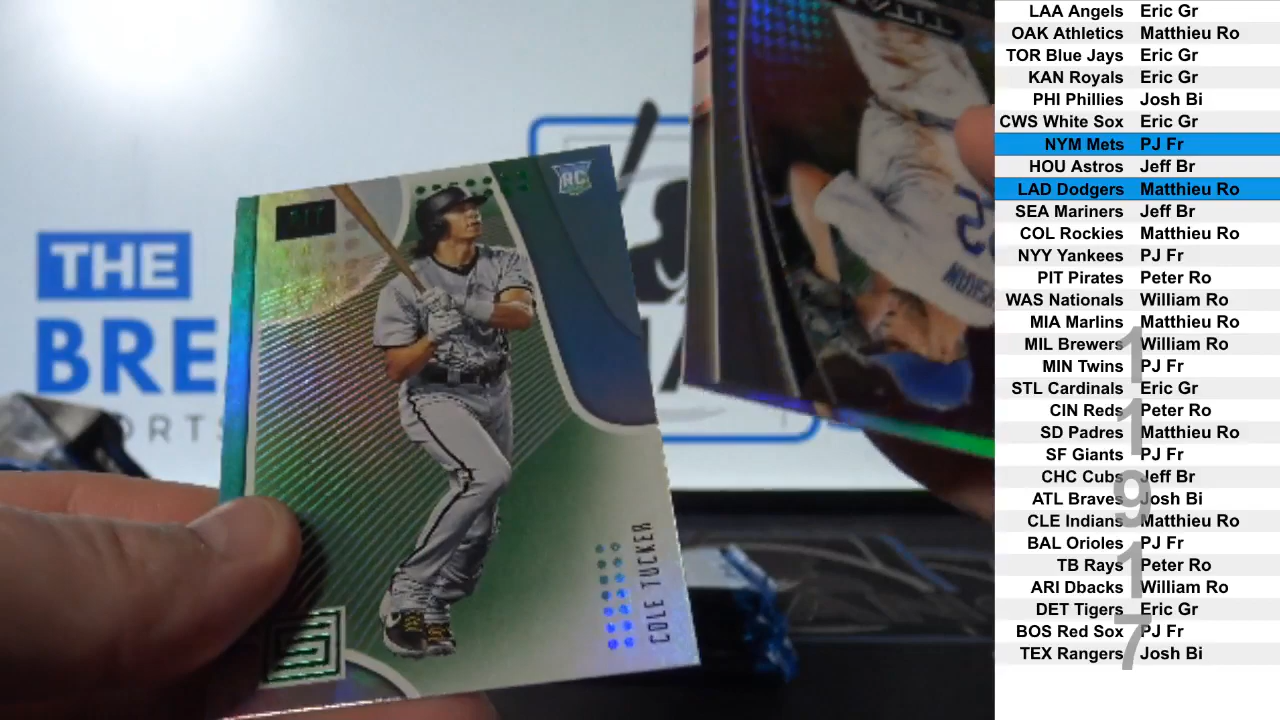 THE
BRE
ORTS
RC
COLE TUCKER
LAA Angels Eric Gr
OAK Athletics Matthieu Ro
TOR Blue Jays Eric Gr
KAN Royals Eric Gr
PHI Phillies Josh Bi
CWS White Sox Eric Gr
NYM Mets PJ Fr
HOU Astros Jeff Br
LAD Dodgers Matthieu Ro
SEA Mariners Jeff Br
COL Rockies Matthieu Ro
NYY Yankees PJ Fr
PIT Pirates Peter Ro
WAS Nationals William Ro
MIA Marlins Matthieu Ro
MIL Brewers William Ro
MIN Twins PJ Fr
STL Cardinals Eric Gr
CIN Reds Peter Ro
SD Padres Matthieu Ro
SF Giants PJ Fr
CHC Cubs Jeff Br
ATL Braves Josh Bi
CLE Indians Matthieu Ro
BAL Orioles PJ Fr
TB Rays Peter Ro
ARI Dbacks William Ro
DET Tigers Eric Gr
BOS Red Sox PJ Fr
TEX Rangers Josh Bi
1
1
9
1
7